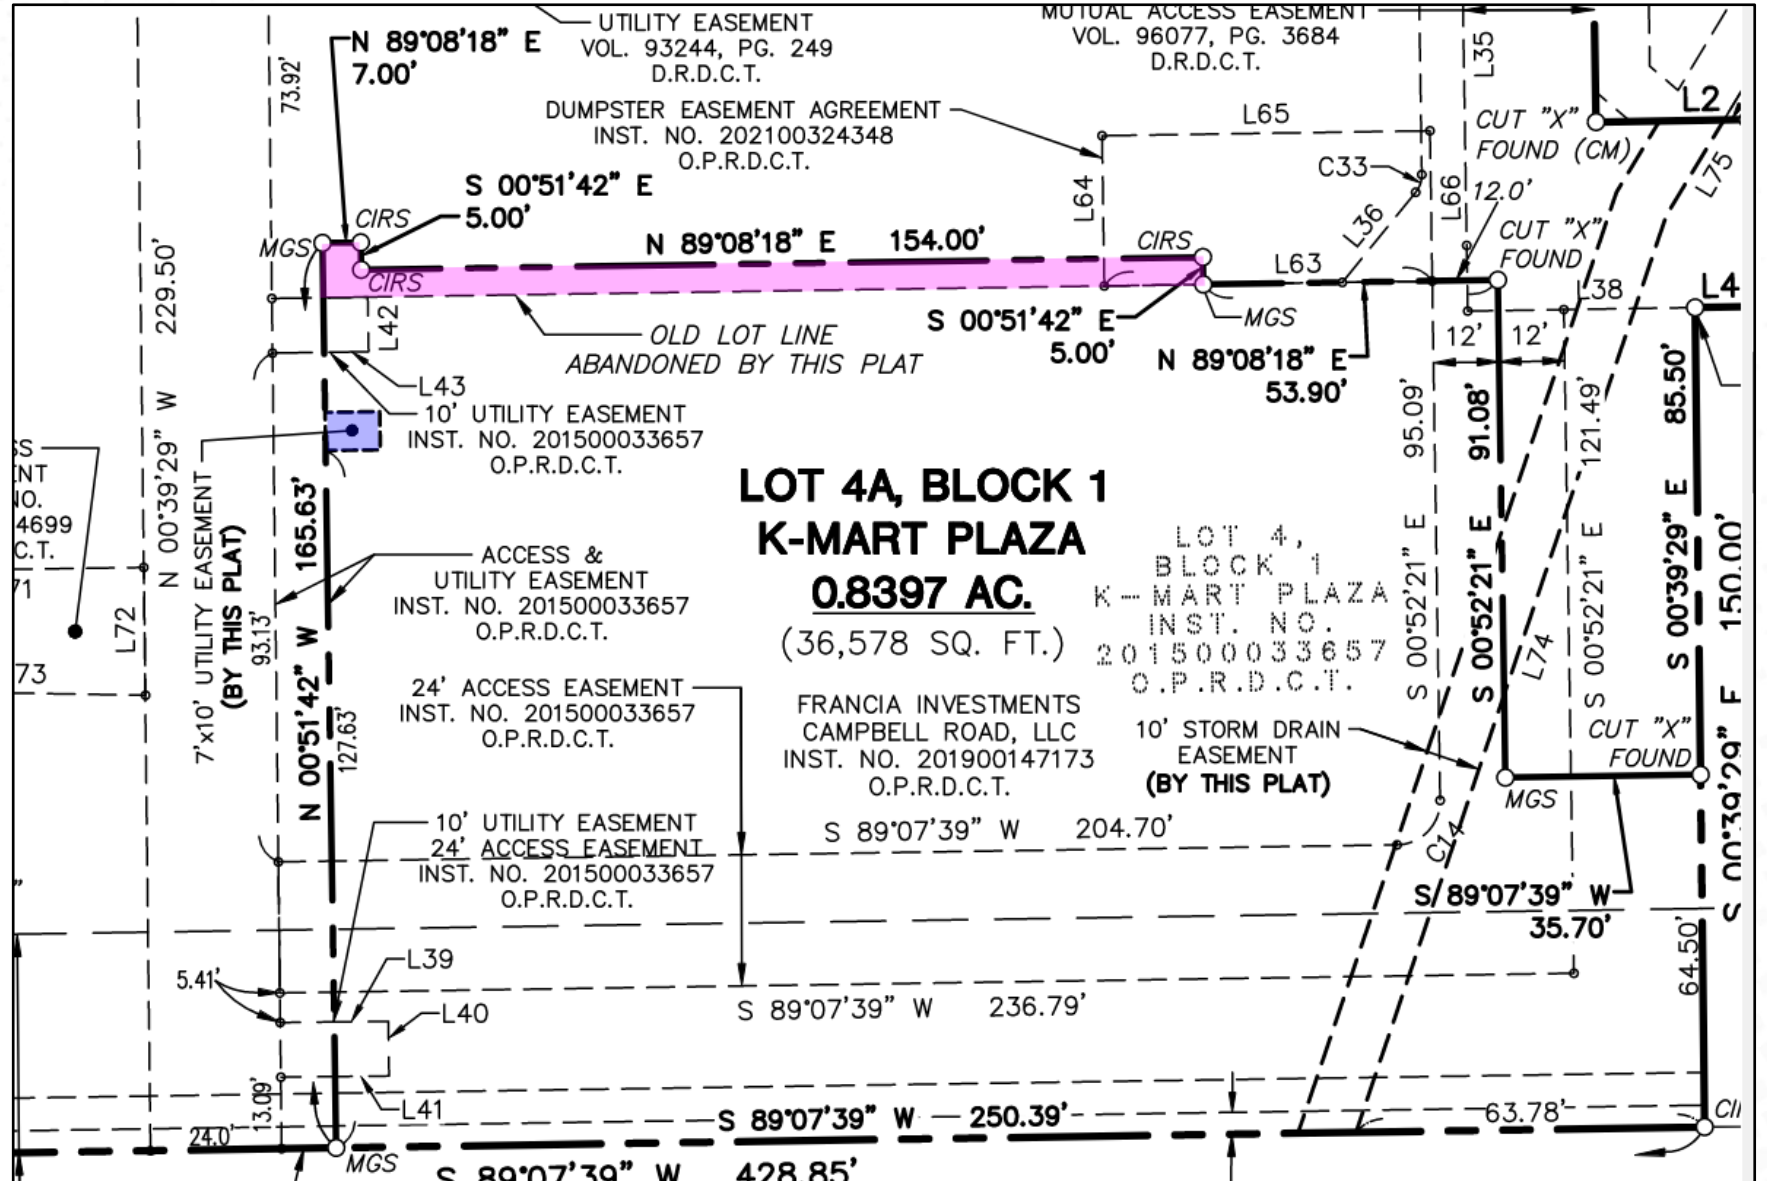 UTILITY EASEMENT
VOL. 93244, PG. 249
D.R.D.C.T.
MUTUAL ACCESS EASEMENT
VOL. 96077, PG. 3684
D.R.D.C.T.
N 89°08'18" E
7.00'
73.92'
L35
L2
DUMPSTER EASEMENT AGREEMENT
INST. NO. 202100324348
O.P.R.D.C.T.
L65
CUT "X"
FOUND (CM)
L75
C33
L64
L66
12.0'
L36
S 00°51'42" E
5.00'
CIRS
MGS
CIRS
N 89°08'18" E 154.00'
CIRS
CUT "X"
FOUND
L63
L38
L4
229.50'
N 00°39'29" W
L42
OLD LOT LINE
ABANDONED BY THIS PLAT
S 00°51'42" E
5.00'
MGS
N 89°08'18" E
53.90'
12'
12'
L43
10' UTILITY EASEMENT
INST. NO. 201500033657
O.P.R.D.C.T.
95.09'
S 00°52'21" E
91.08'
S 00°52'21" E
121.49'
S 00°52'21" E
85.50'
S 00°39'29" E
150.00'
00°39'29"
SS
NT
NO.
4699
C.T.
71
73
L72
7'x10' UTILITY EASEMENT
(BY THIS PLAT)
93.13'
165.63'
N 00°51'42" W
127.63'
LOT 4A, BLOCK 1
K-MART PLAZA
0.8397 AC.
(36,578 SQ. FT.)
LOT 4,
BLOCK 1
K-MART PLAZA
INST. NO.
201500033657
O.P.R.D.C.T.
ACCESS &
UTILITY EASEMENT
INST. NO. 201500033657
O.P.R.D.C.T.
24' ACCESS EASEMENT
INST. NO. 201500033657
O.P.R.D.C.T.
FRANCIA INVESTMENTS
CAMPBELL ROAD, LLC
INST. NO. 201900147173
O.P.R.D.C.T.
10' STORM DRAIN
EASEMENT
(BY THIS PLAT)
L74
CUT "X"
FOUND
MGS
10' UTILITY EASEMENT
24' ACCESS EASEMENT
INST. NO. 201500033657
O.P.R.D.C.T.
S 89°07'39" W 204.70'
C14
S 89°07'39" W
35.70'
64.50'
5.41'
L39
L40
S 89°07'39" W 236.79'
L41
13.09'
24.0'
MGS
S 89°07'39" W 250.39'
63.78'
S 89°07'39" W 428.85'